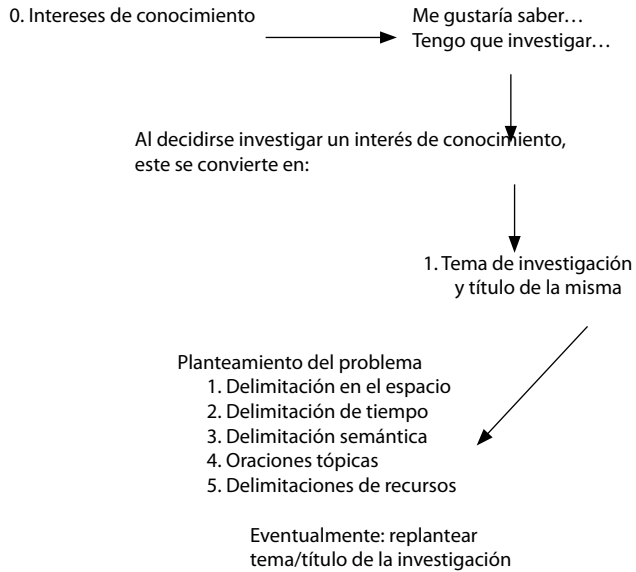 0. Intereses de conocimiento
Me gustaría saber…
Tengo que investigar…
Al decidirse investigar un interés de conocimiento,
este se convierte en:
1. Tema de investigación
y título de la misma
Planteamiento del problema
1. Delimitación en el espacio
2. Delimitación de tiempo
3. Delimitación semántica
4. Oraciones tópicas
5. Delimitaciones de recursos
Eventualmente: replantear
tema/título de la investigación